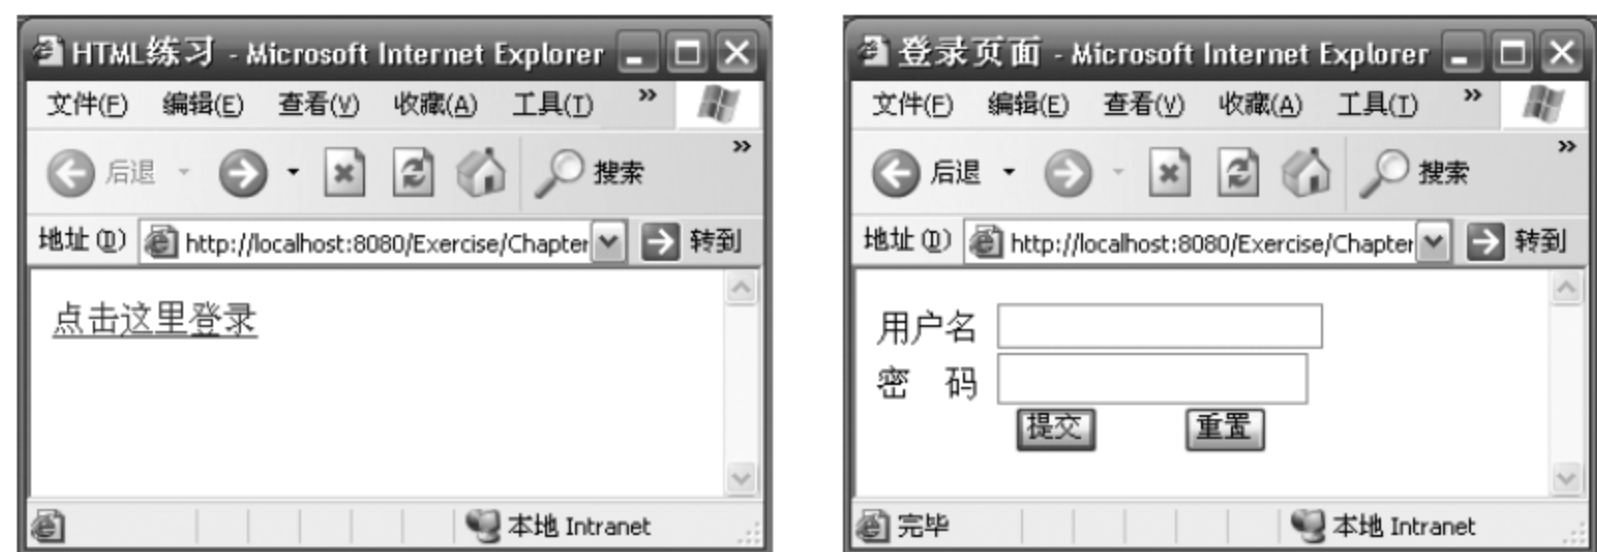 HTML练习 - Microsoft Internet Explorer
文件(F) 编辑(E) 查看(V) 收藏(A) 工具(T) »
后退 搜索 »
地址(D) http://localhost:8080/Exercise/Chapter 转到
点击这里登录
本地 Intranet
登录页面 - Microsoft Internet Explorer
文件(F) 编辑(E) 查看(V) 收藏(A) 工具(T) »
后退 搜索 »
地址(D) http://localhost:8080/Exercise/Chapter 转到
用户名
密 码
提交 重置
完毕 本地 Intranet